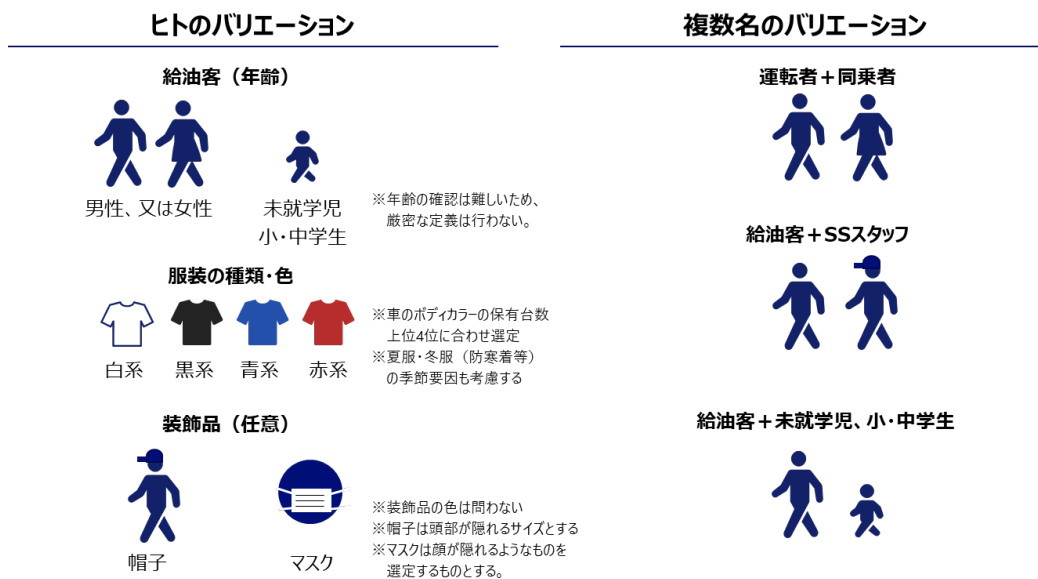 ヒトのバリエーション
給油客（年齢）
男性、又は女性
未就学児
小・中学生
※年齢の確認は難しいため、
厳密な定義は行わない。
服装の種類・色
白系
黒系
青系
赤系
※車のボディカラーの保有台数
上位4位に合わせ選定
※夏服・冬服（防寒着等）
の季節要因も考慮する
装飾品（任意）
帽子
マスク
※装飾品の色は問わない
※帽子は頭部が隠れるサイズとする
※マスクは顔が隠れるようなものを
選定するものとする。
複数名のバリエーション
運転者＋同乗者
給油客＋SSスタッフ
給油客＋未就学児、小・中学生